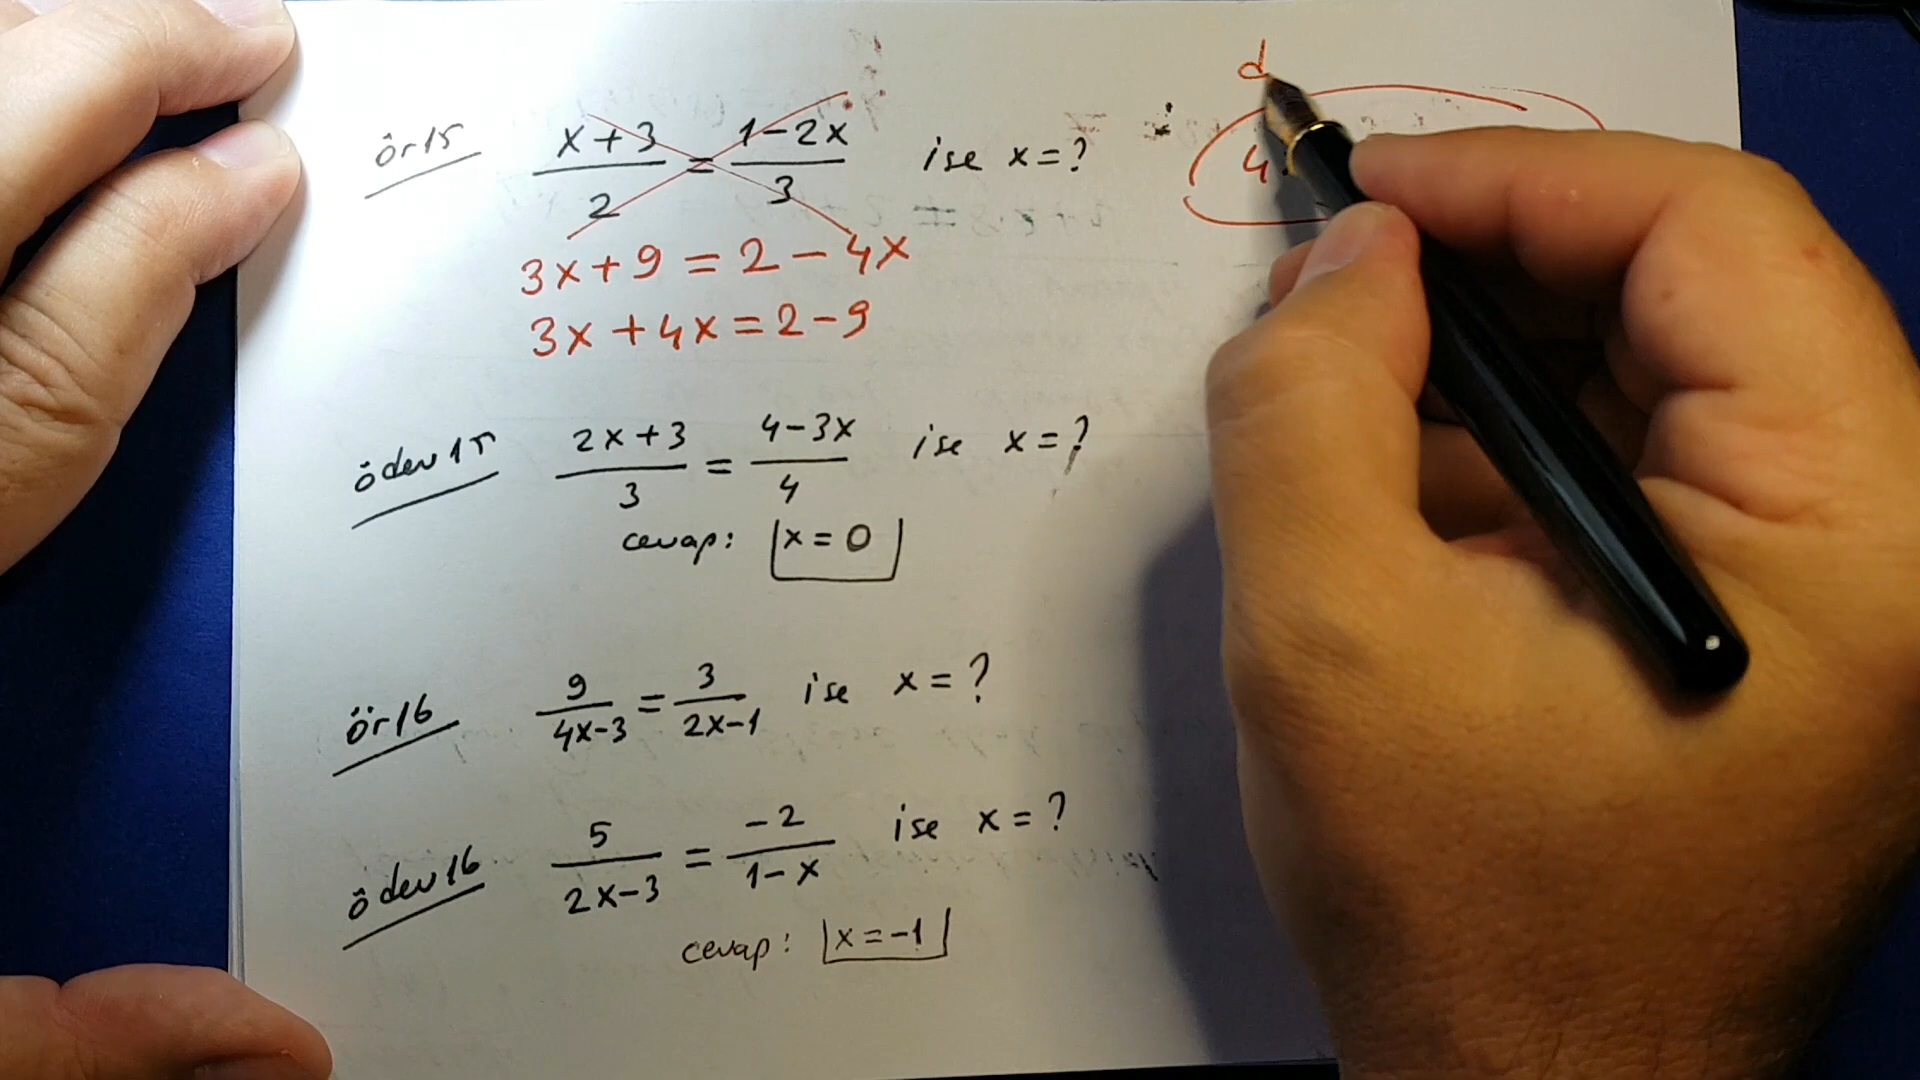 ör15 x+3/2 = 1-2x/3 ise x=?
3x+9=2-4x
3x+4x=2-9
ödev15 2x+3/3 = 4-3x/4 ise x=?
cevap: x=0
ör16 9/4x-3 = 3/2x-1 ise x=?
ödev16 5/2x-3 = -2/1-x ise x=?
cevap: x=-1
d
4